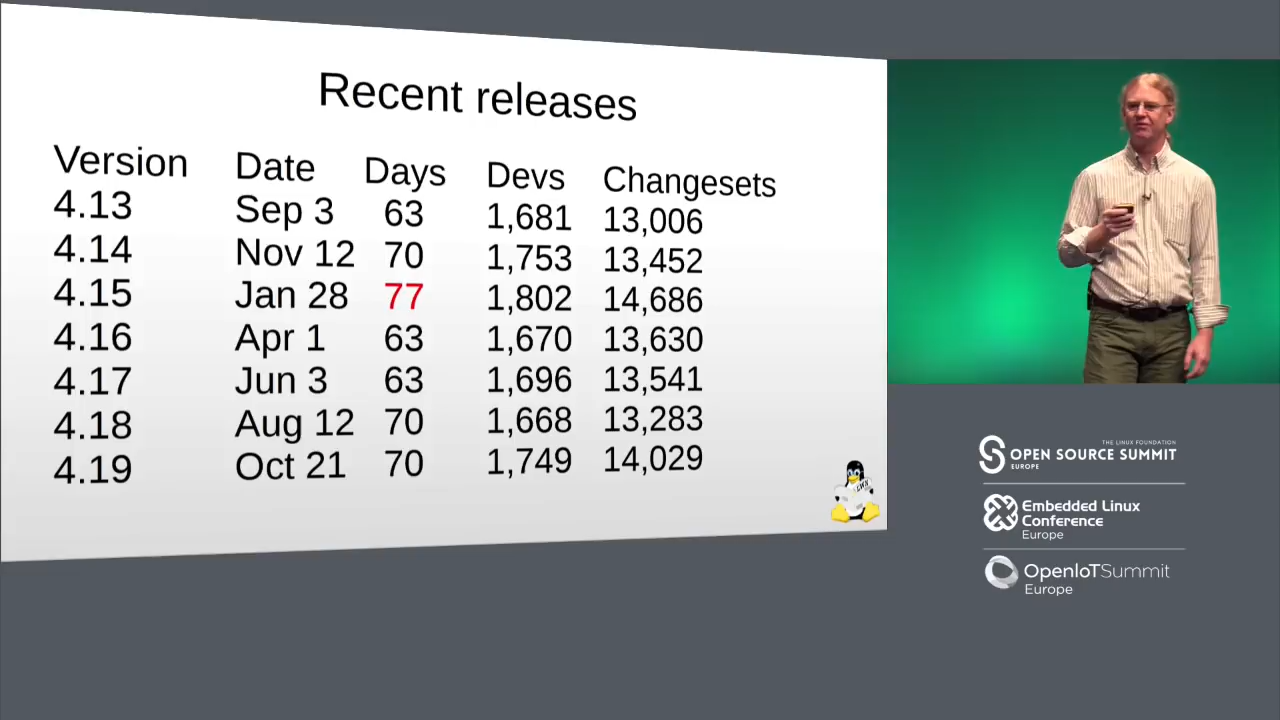 Recent releases
Version Date Days Devs Changesets
4.13 Sep 3 63 1,681 13,006
4.14 Nov 12 70 1,753 13,452
4.15 Jan 28 77 1,802 14,686
4.16 Apr 1 63 1,670 13,630
4.17 Jun 3 63 1,696 13,541
4.18 Aug 12 70 1,668 13,283
4.19 Oct 21 70 1,749 14,029
THE LINUX FOUNDATION
OPEN SOURCE SUMMIT
EUROPE
Embedded Linux
Conference
Europe
OpenIoTSummit
Europe